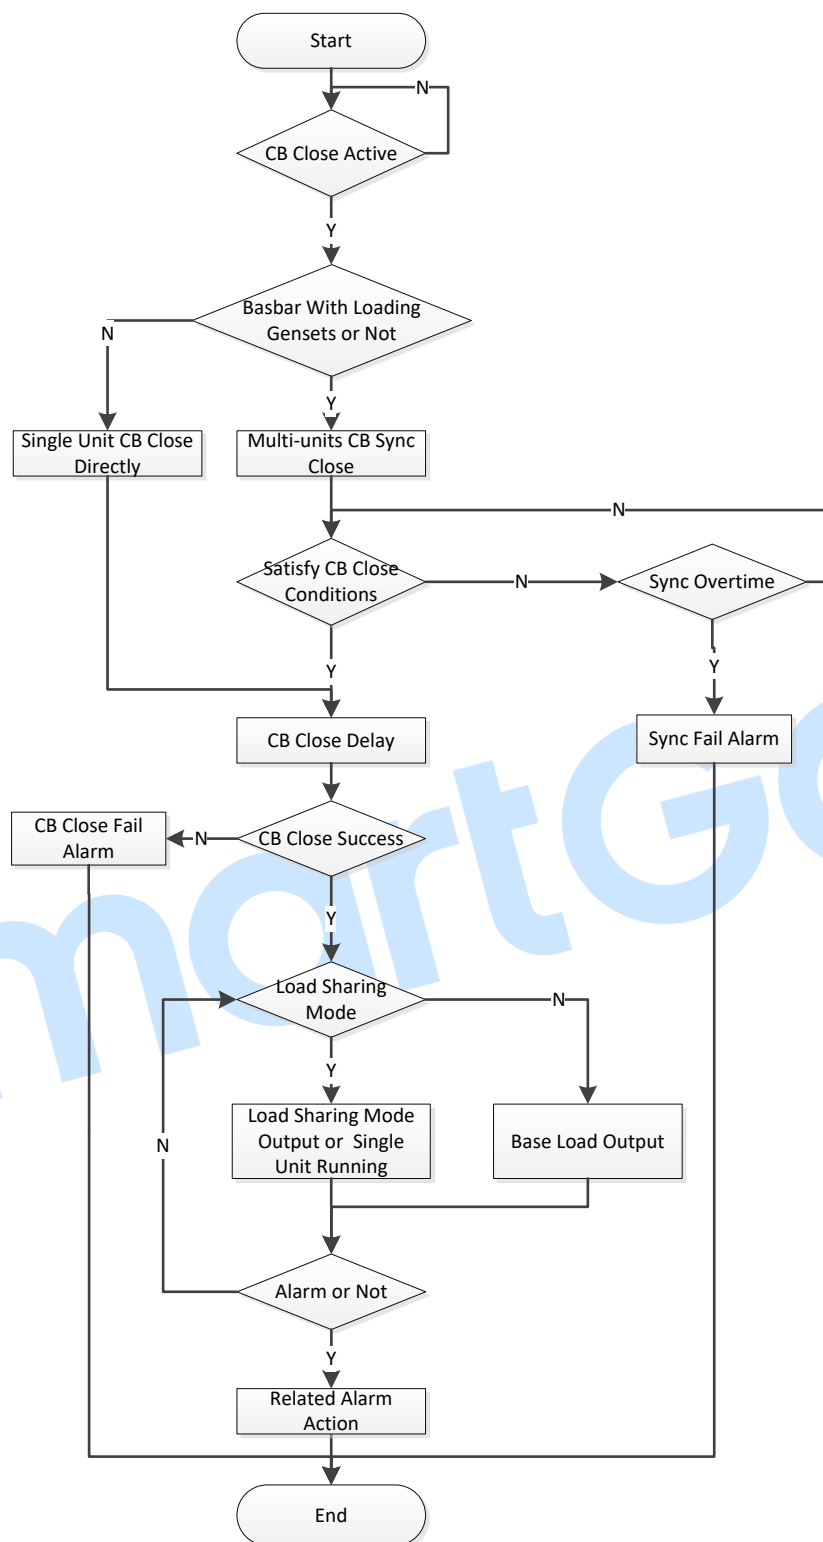 Start
N
CB Close Active
Y
Basbar With Loading
Gensets or Not
N
Y
Single Unit CB Close
Directly
Multi-units CB Sync
Close
N
Satisfy CB Close
Conditions
N
Sync Overtime
Y
Y
CB Close Delay
Sync Fail Alarm
CB Close Fail
Alarm
N
CB Close Success
Y
Load Sharing
Mode
N
Y
Load Sharing Mode
Output or Single
Unit Running
Base Load Output
N
Alarm or Not
Y
Related Alarm
Action
End
martG